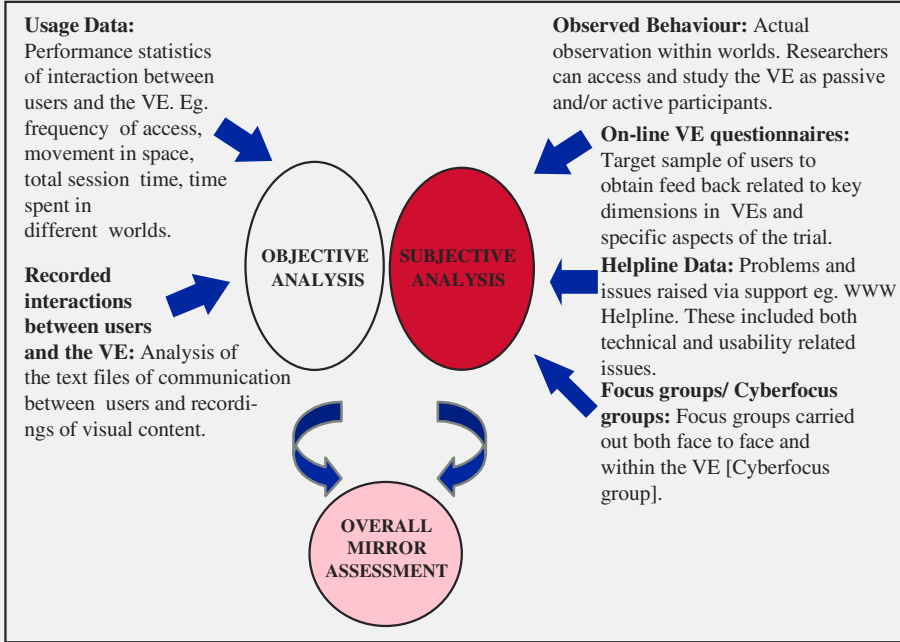 Usage Data:
Performance statistics
of interaction between
users and the VE. Eg.
frequency of access,
movement in space,
total session time, time
spent in
different worlds.
Recorded
interactions
between users
and the VE: Analysis of
the text files of communication
between users and recordi-
ngs of visual content.
OBJECTIVE
ANALYSIS
SUBJECTIVE
ANALYSIS
Observed Behaviour: Actual
observation within worlds. Researchers
can access and study the VE as passive
and/or active participants.
On-line VE questionnaires:
Target sample of users to
obtain feed back related to key
dimensions in VEs and
specific aspects of the trial.
Helpline Data: Problems and
issues raised via support eg. WWW
Helpline. These included both
technical and usability related
issues.
Focus groups/ Cyberfocus
groups: Focus groups carried
out both face to face and
within the VE [Cyberfocus
group].
OVERALL
MIRROR
ASSESSMENT